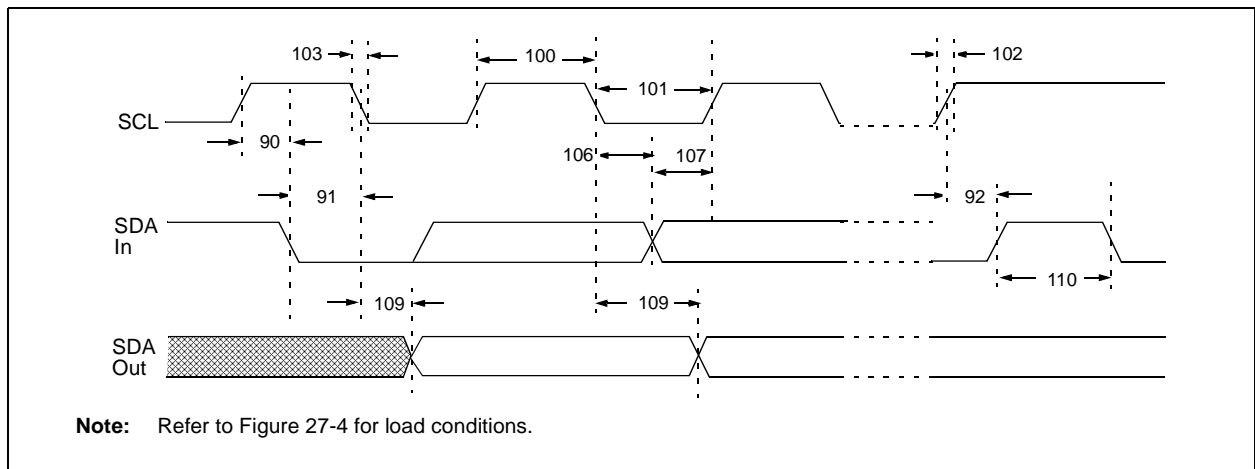 103
100
102
101
SCL
90
106
107
91
92
SDA
In
109
109
110
SDA
Out
Note: Refer to Figure 27-4 for load conditions.